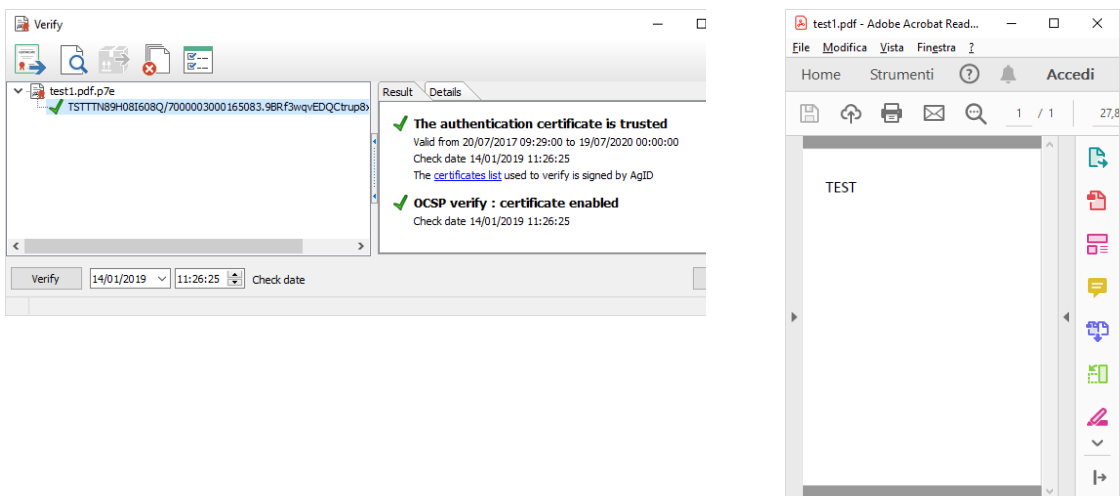 Verify
test1.pdf.p7e
TSTTTN89H08I608Q/7000003000165083.9BRf3wqvEDQCtrup8x
Result Details
The authentication certificate is trusted
Valid from 20/07/2017 09:29:00 to 19/07/2020 00:00:00
Check date 14/01/2019 11:26:25
The certificates list used to verify is signed by AgID
OCSP verify : certificate enabled
Check date 14/01/2019 11:26:25
Verify 14/01/2019 11:26:25 Check date
test1.pdf - Adobe Acrobat Read...
File Modifica Vista Finestra ?
Home Strumenti ? Accedi
1 / 1 27,8
TEST